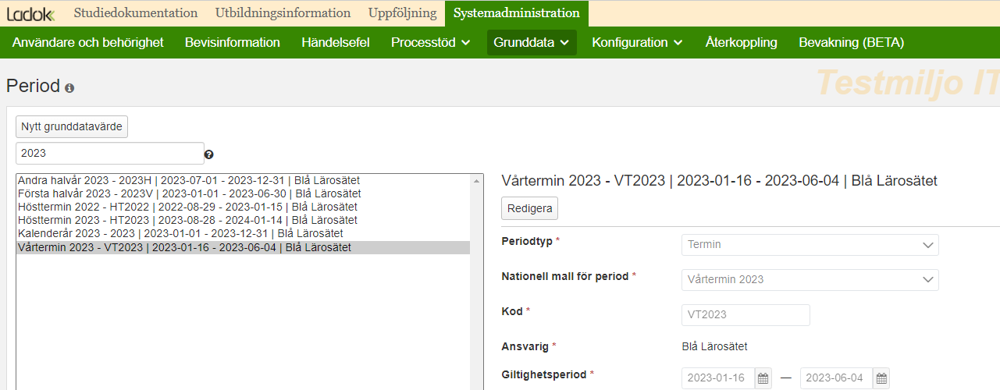 Ladok Studiedokumentation Utbildningsinformation Uppföljning Systemadministration
Användare och behörighet Bevisinformation Händelsefel Processtöd Grunddata Konfiguration Återkoppling Bevakning (BETA)
Period
Testmiljo IT
Nytt grunddatavärde
2023
Andra halvår 2023 - 2023H | 2023-07-01 - 2023-12-31 | Blå Lärosätet
Första halvår 2023 - 2023V | 2023-01-01 - 2023-06-30 | Blå Lärosätet
Hösttermin 2022 - HT2022 | 2022-08-29 - 2023-01-15 | Blå Lärosätet
Hösttermin 2023 - HT2023 | 2023-08-28 - 2024-01-14 | Blå Lärosätet
Kalenderår 2023 - 2023 | 2023-01-01 - 2023-12-31 | Blå Lärosätet
Vårtermin 2023 - VT2023 | 2023-01-16 - 2023-06-04 | Blå Lärosätet
Vårtermin 2023 - VT2023 | 2023-01-16 - 2023-06-04 | Blå Lärosätet
Redigera
Periodtyp * Termin
Nationell mall för period * Vårtermin 2023
Kod * VT2023
Ansvarig * Blå Lärosätet
Giltighetsperiod * 2023-01-16 — 2023-06-04